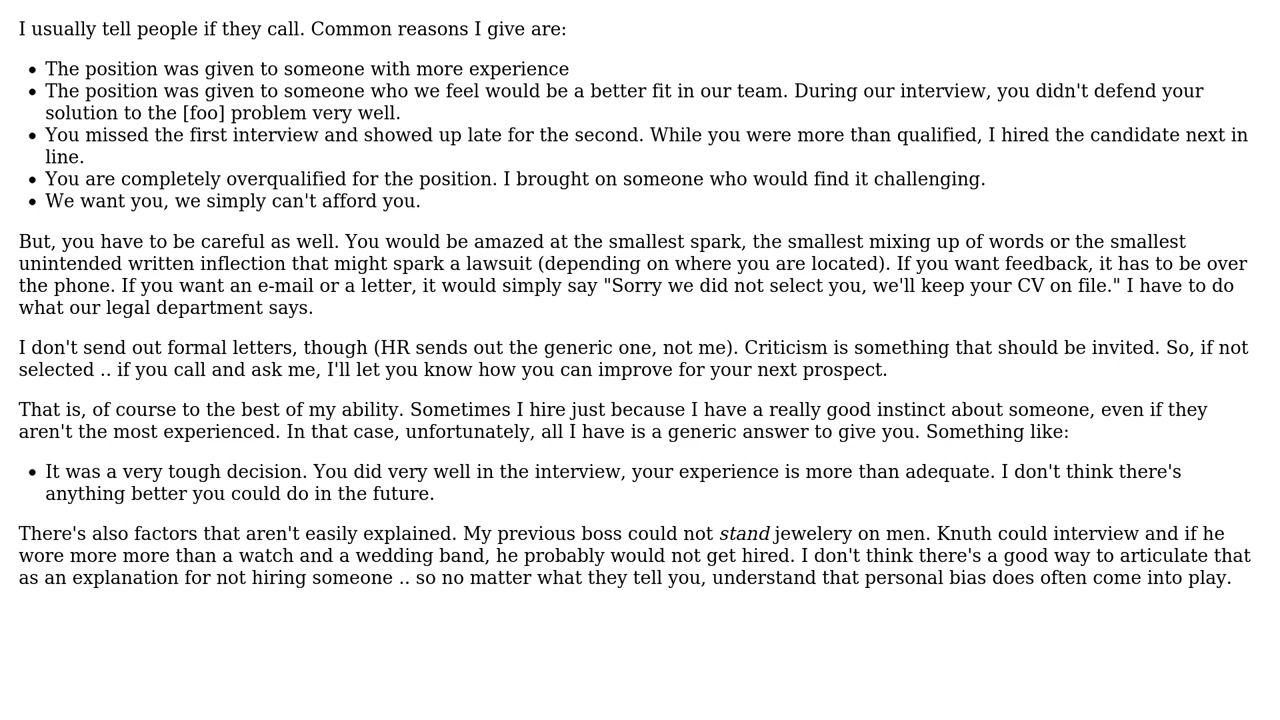 I usually tell people if they call. Common reasons I give are:
• The position was given to someone with more experience
• The position was given to someone who we feel would be a better fit in our team. During our interview, you didn't defend your
solution to the [foo] problem very well.
• You missed the first interview and showed up late for the second. While you were more than qualified, I hired the candidate next in
line.
• You are completely overqualified for the position. I brought on someone who would find it challenging.
• We want you, we simply can't afford you.
But, you have to be careful as well. You would be amazed at the smallest spark, the smallest mixing up of words or the smallest
unintended written inflection that might spark a lawsuit (depending on where you are located). If you want feedback, it has to be over
the phone. If you want an e-mail or a letter, it would simply say "Sorry we did not select you, we'll keep your CV on file." I have to do
what our legal department says.
I don't send out formal letters, though (HR sends out the generic one, not me). Criticism is something that should be invited. So, if not
selected .. if you call and ask me, I'll let you know how you can improve for your next prospect.
That is, of course to the best of my ability. Sometimes I hire just because I have a really good instinct about someone, even if they
aren't the most experienced. In that case, unfortunately, all I have is a generic answer to give you. Something like:
• It was a very tough decision. You did very well in the interview, your experience is more than adequate. I don't think there's
anything better you could do in the future.
There's also factors that aren't easily explained. My previous boss could not stand jewelery on men. Knuth could interview and if he
wore more more than a watch and a wedding band, he probably would not get hired. I don't think there's a good way to articulate that
as an explanation for not hiring someone .. so no matter what they tell you, understand that personal bias does often come into play.